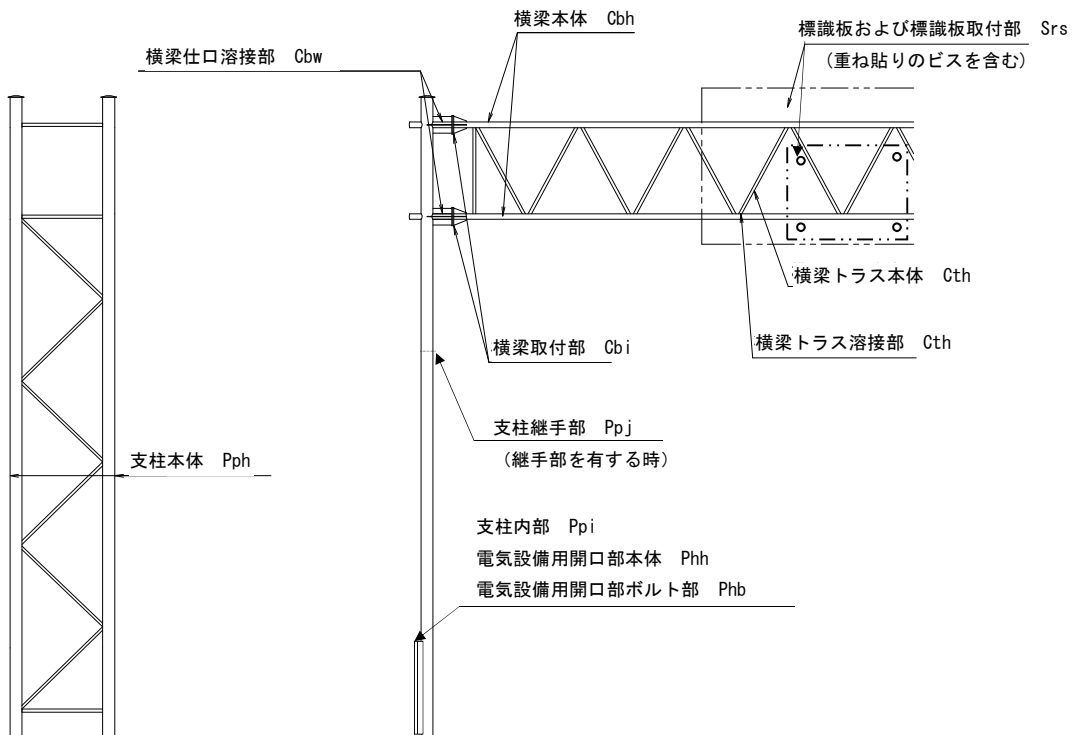 横梁本体 Cbh
標識板および標識板取付部 Srs
(重ね貼りのビスを含む)
横梁仕口溶接部 Cbw
横梁トラス本体 Cth
横梁取付部 Cbi
横梁トラス溶接部 Cth
支柱継手部 Ppj
(継手部を有する時)
支柱本体 Pph
支柱内部 Ppi
電気設備用開口部本体 Phh
電気設備用開口部ボルト部 Phb